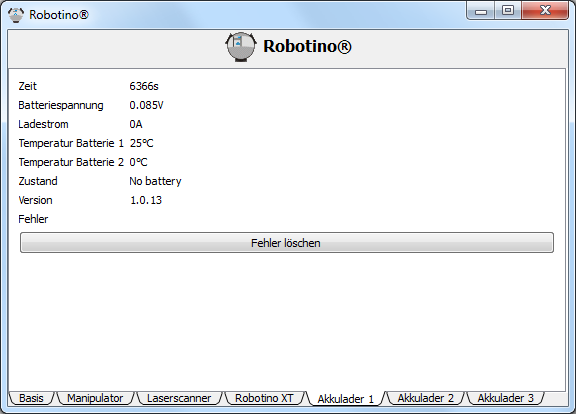 Robotino®
Robotino®
Zeit 6366s
Batteriespannung 0.085V
Ladestrom 0A
Temperatur Batterie 1 25°C
Temperatur Batterie 2 0°C
Zustand No battery
Version 1.0.13
Fehler
Fehler löschen
Basis Manipulator Laserscanner Robotino XT Akkulader 1 Akkulader 2 Akkulader 3